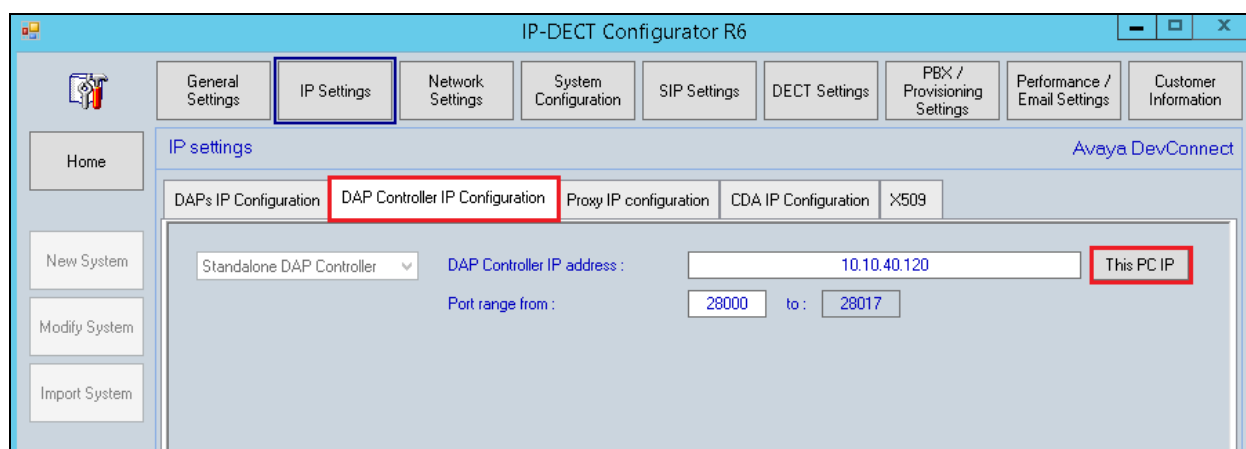 IP-DECT Configurator R6
General Settings
IP Settings
Network Settings
System Configuration
SIP Settings
DECT Settings
PBX / Provisioning Settings
Performance / Email Settings
Customer Information
Home
IP settings
Avaya DevConnect
DAPs IP Configuration
DAP Controller IP Configuration
Proxy IP configuration
CDA IP Configuration
X509
New System
Standalone DAP Controller
DAP Controller IP address :
10.10.40.120
This PC IP
Port range from :
28000
to :
28017
Modify System
Import System